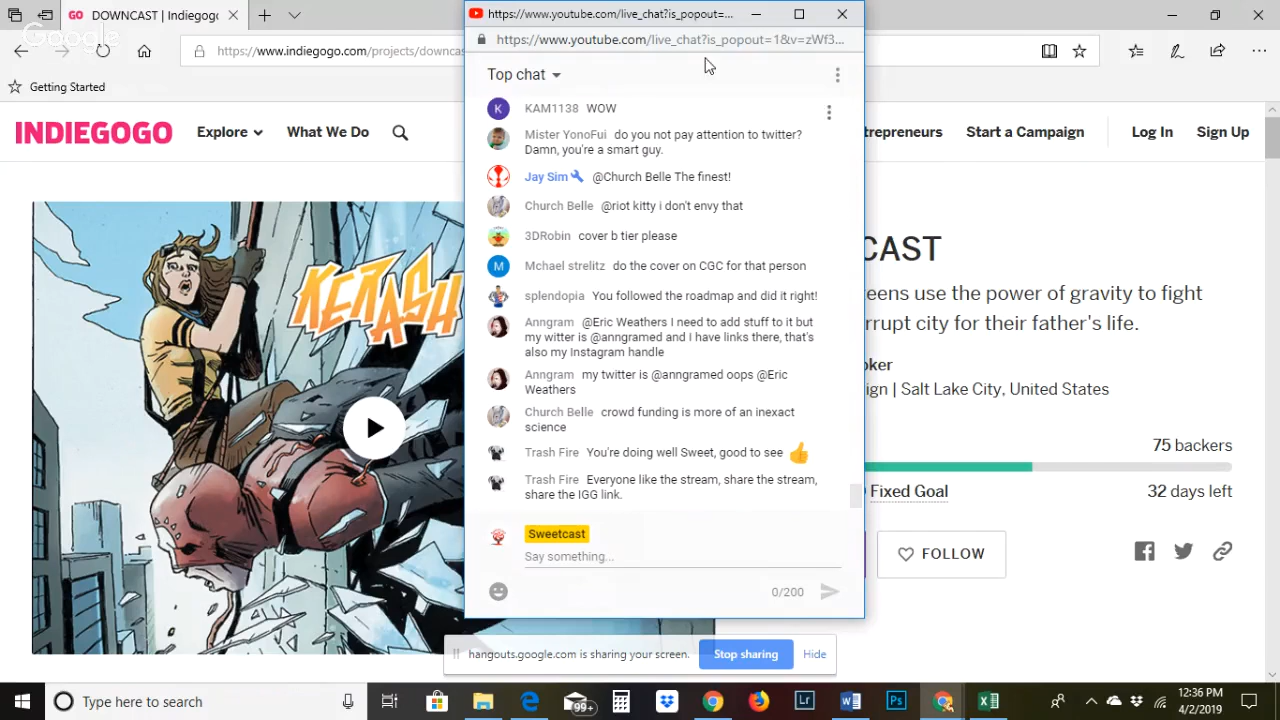 DOWNCAST | Indiegogo
https://www.youtube.com/live_chat?is_popout=...
Google
https://www.indiegogo.com/projects/downcas
https://www.youtube.com/live_chat?is_popout=1&v=zWf3...
Getting Started
Top chat
INDIEGOGO
Explore
What We Do
trepreneurs
Start a Campaign
Log In
Sign Up
K
KAM1138 WOW
Mister YonoFui do you not pay attention to twitter?
Damn, you're a smart guy.
Jay Sim @Church Belle The finest!
Church Belle @riot kitty i don't envy that
3DRobin cover b tier please
M
Mchael strelitz do the cover on CGC for that person
splendopia You followed the roadmap and did it right!
Anngram @Eric Weathers I need to add stuff to it but
my witter is @anngramed and I have links there, that's
also my Instagram handle
Anngram my twitter is @anngramed oops @Eric
Weathers
Church Belle crowd funding is more of an inexact
science
Trash Fire You're doing well Sweet, good to see
Trash Fire Everyone like the stream, share the stream,
share the IGG link.
Sweetcast
Say something...
0/200
KERASH
CAST
eens use the power of gravity to fight
rrupt city for their father's life.
oker
ign | Salt Lake City, United States
75 backers
Fixed Goal
32 days left
FOLLOW
hangouts.google.com is sharing your screen.
Stop sharing
Hide
Type here to search
99+
Lr
Ps
12:36 PM
4/2/2019